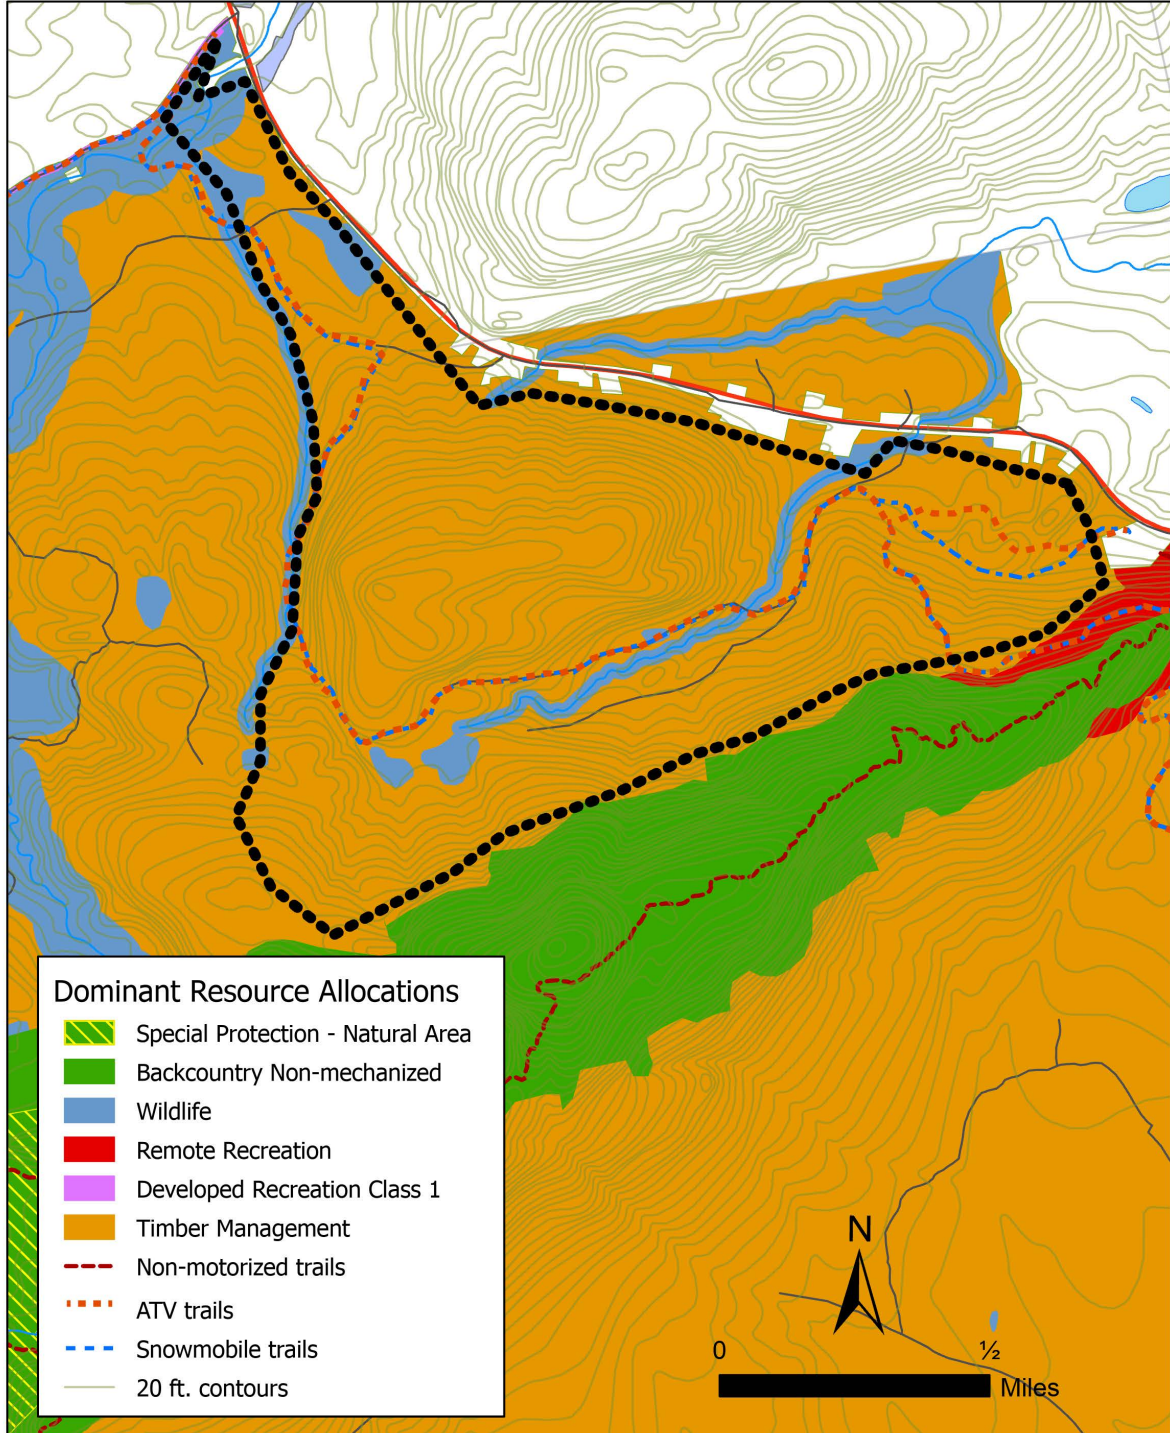 Dominant Resource Allocations
Special Protection - Natural Area
Backcountry Non-mechanized
Wildlife
Remote Recreation
Developed Recreation Class 1
Timber Management
Non-motorized trails
ATV trails
Snowmobile trails
20 ft. contours
N
0 ½
Miles